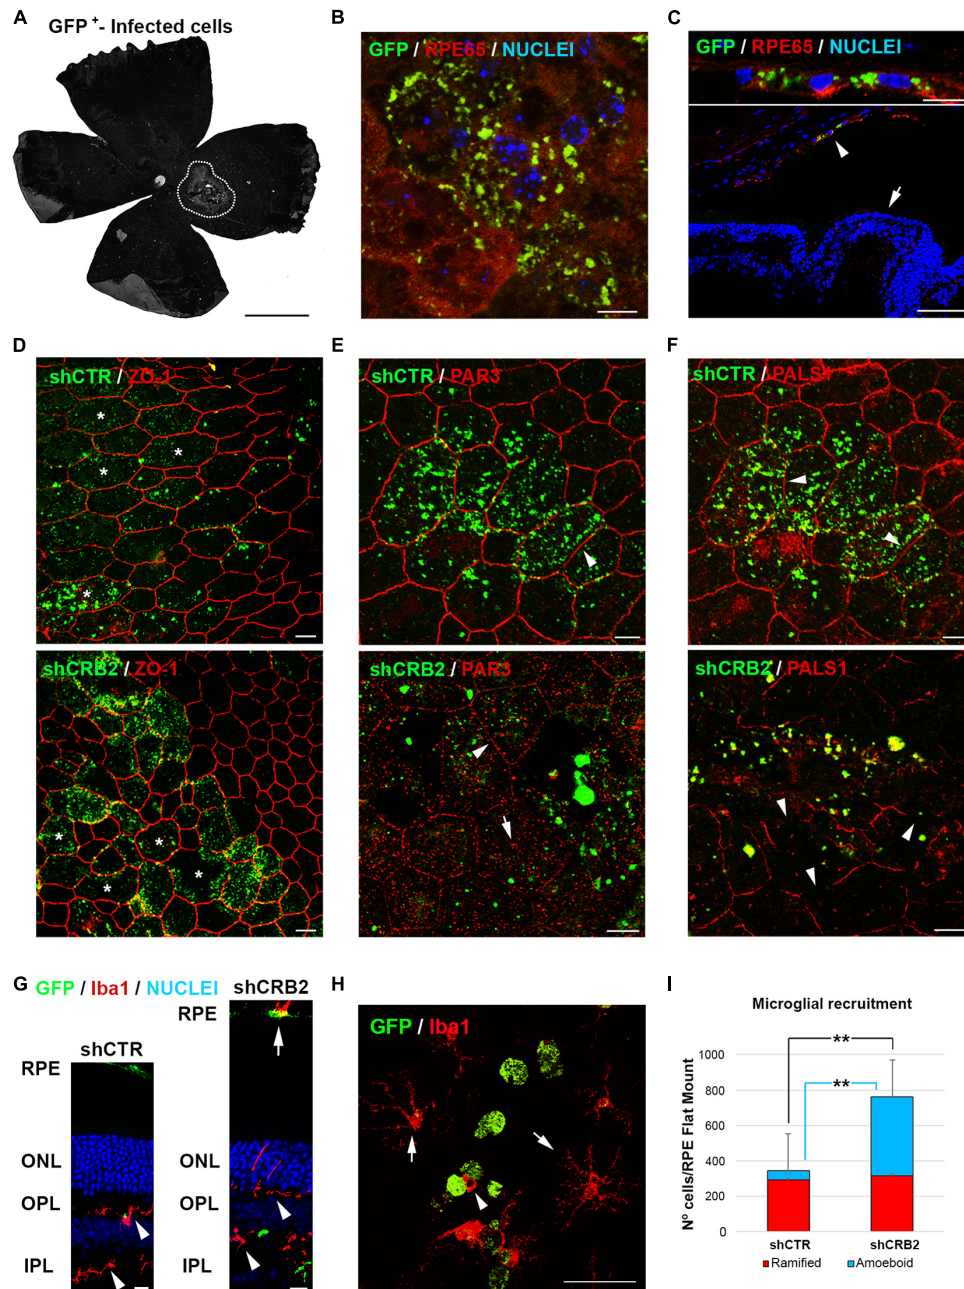 A
GFP +- Infected cells
B
GFP / RPE65 / NUCLEI
C
GFP / RPE65 / NUCLEI
D
shCTR / ZO-1
*
*
*
*
E
shCTR / PAR3
F
shCTR / PALS1
shCRB2 / ZO-1
*
*
*
*
shCRB2 / PAR3
shCRB2 / PALS1
G
GFP / Iba1 / NUCLEI
shCTR
RPE
ONL
OPL
IPL
shCRB2
RPE
ONL
OPL
IPL
H
GFP / Iba1
I
Microglial recruitment
Nº cells/RPE Flat Mount
1000
800
600
400
200
0
**
**
shCTR
shCRB2
Ramified
Amoeboid